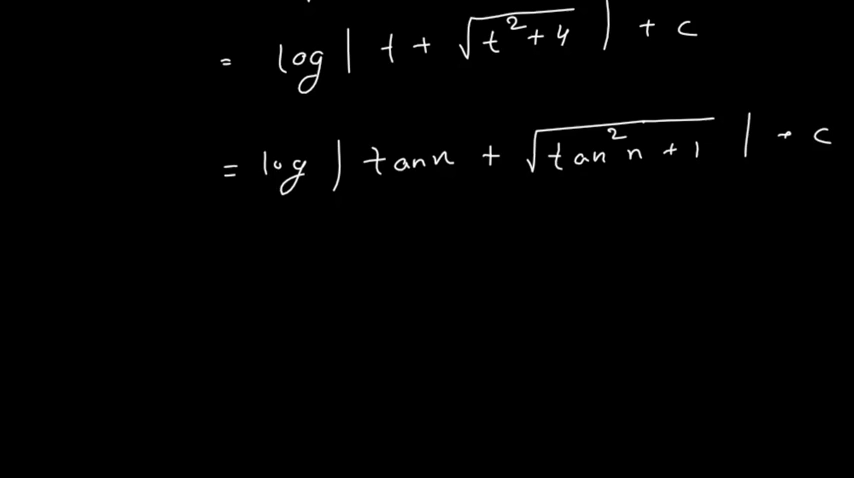 = log | t + √(t² + 4) | + c
= log | tan x + √(tan² x + 1) | + c